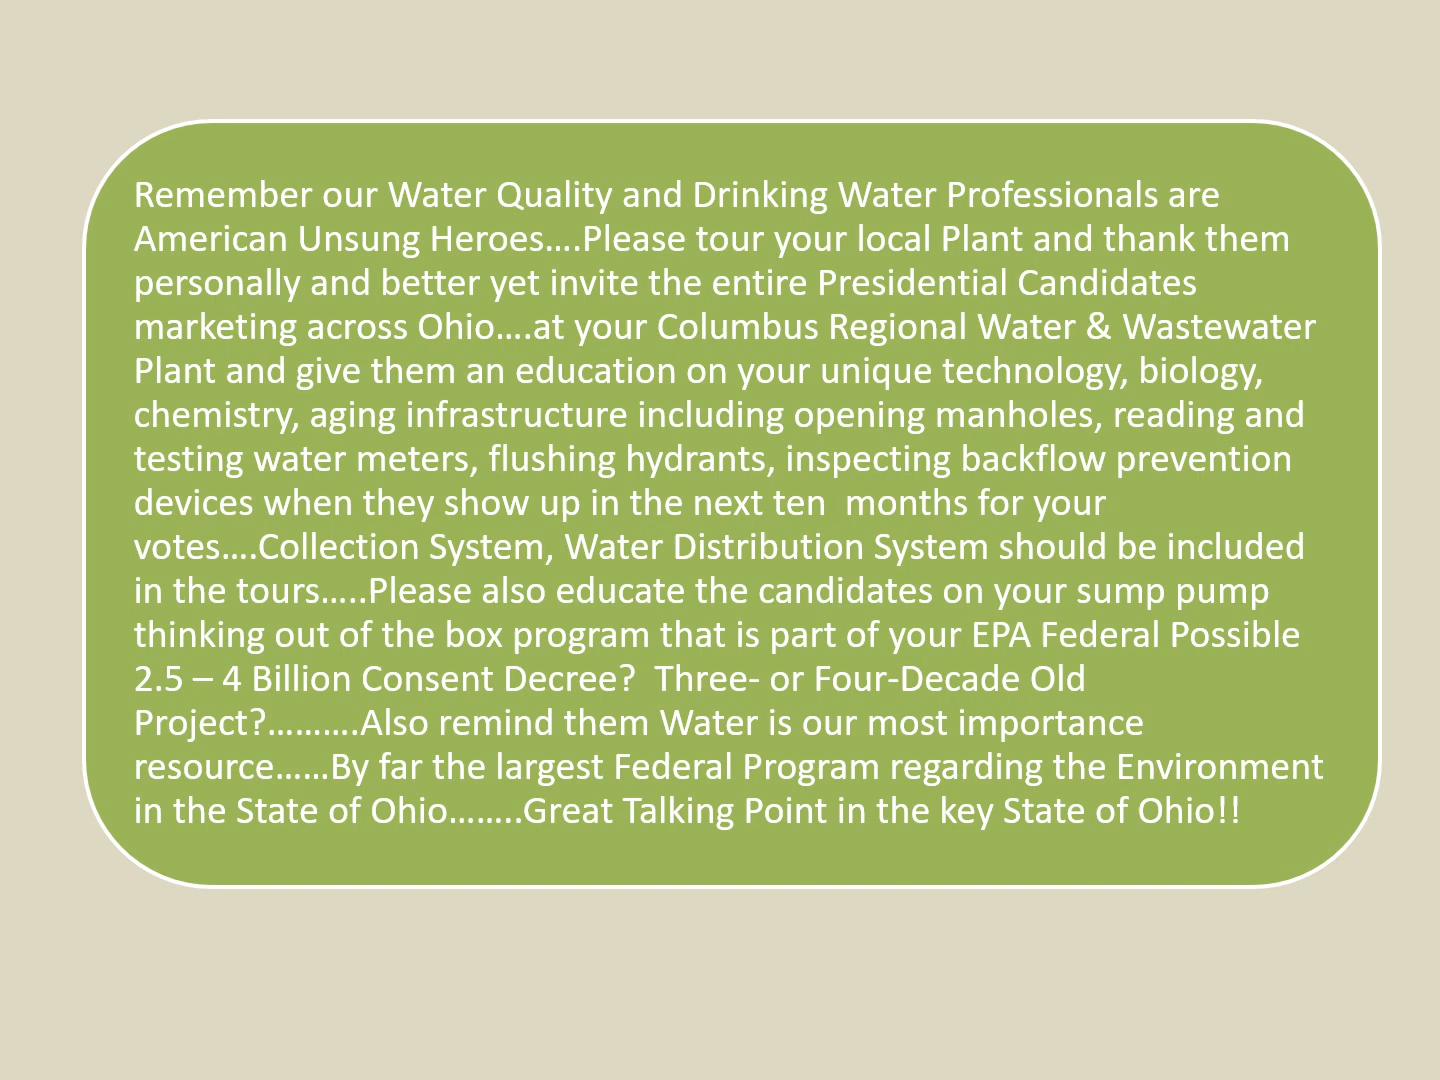 Remember our Water Quality and Drinking Water Professionals are
American Unsung Heroes....Please tour your local Plant and thank them
personally and better yet invite the entire Presidential Candidates
marketing across Ohio....at your Columbus Regional Water & Wastewater
Plant and give them an education on your unique technology, biology,
chemistry, aging infrastructure including opening manholes, reading and
testing water meters, flushing hydrants, inspecting backflow prevention
devices when they show up in the next ten  months for your
votes....Collection System, Water Distribution System should be included
in the tours.....Please also educate the candidates on your sump pump
thinking out of the box program that is part of your EPA Federal Possible
2.5 – 4 Billion Consent Decree?  Three- or Four-Decade Old
Project?..........Also remind them Water is our most importance
resource......By far the largest Federal Program regarding the Environment
in the State of Ohio........Great Talking Point in the key State of Ohio!!